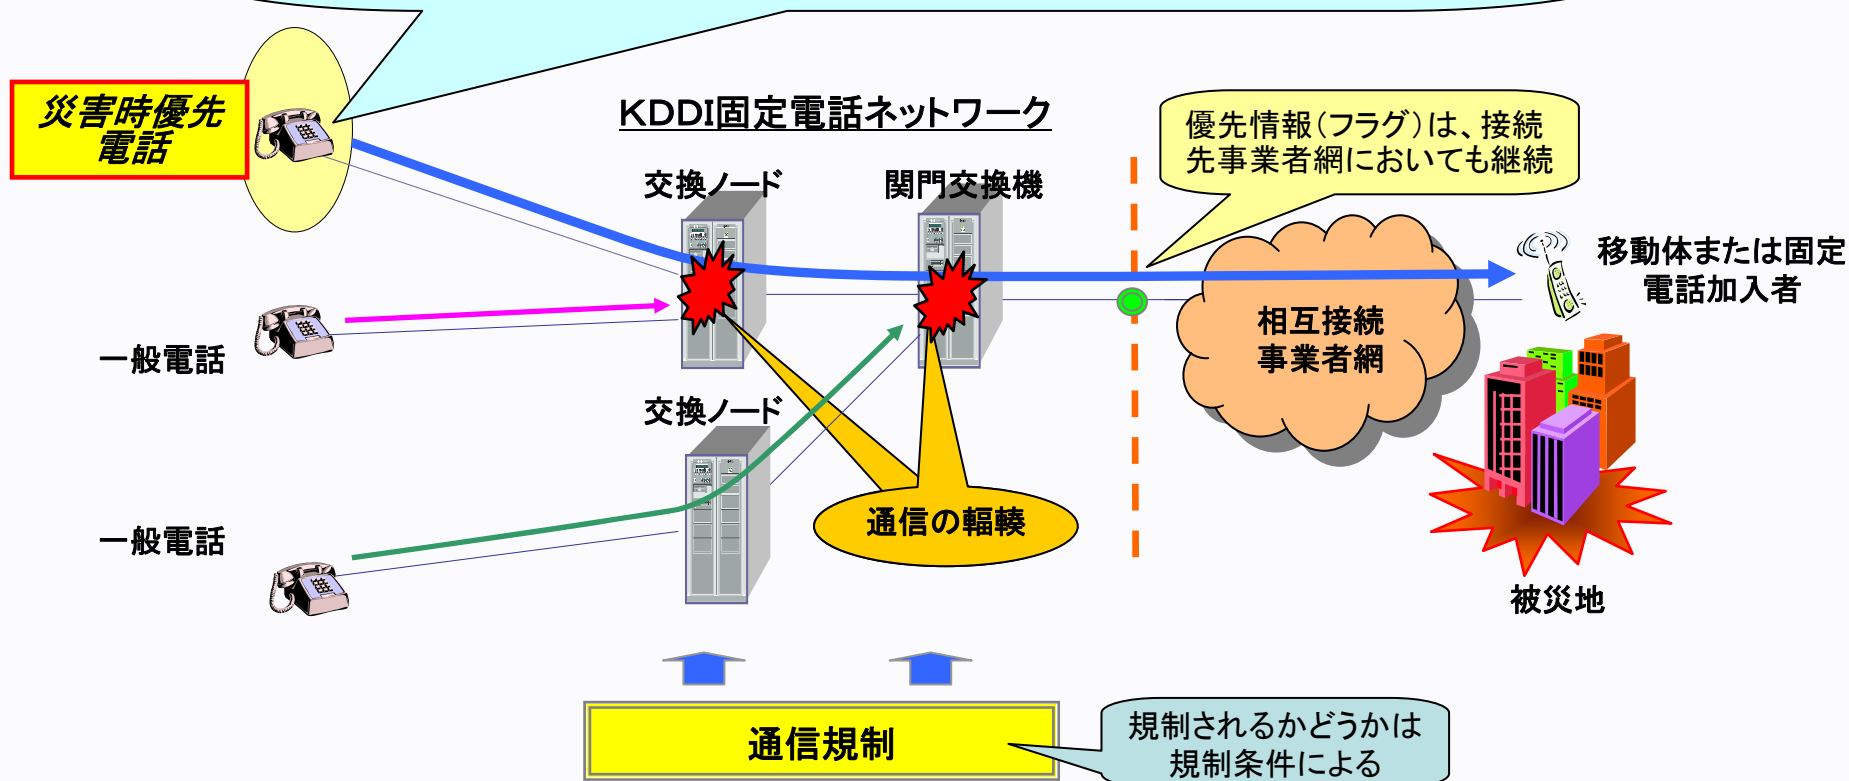 災害時優先
電話
KDDI固定電話ネットワーク
優先情報(フラグ)は、接続
先事業者網においても継続
交換ノード
関門交換機
移動体または固定
電話加入者
相互接続
事業者網
一般電話
交換ノード
通信の輻輳
一般電話
被災地
通信規制
規制されるかどうかは
規制条件による